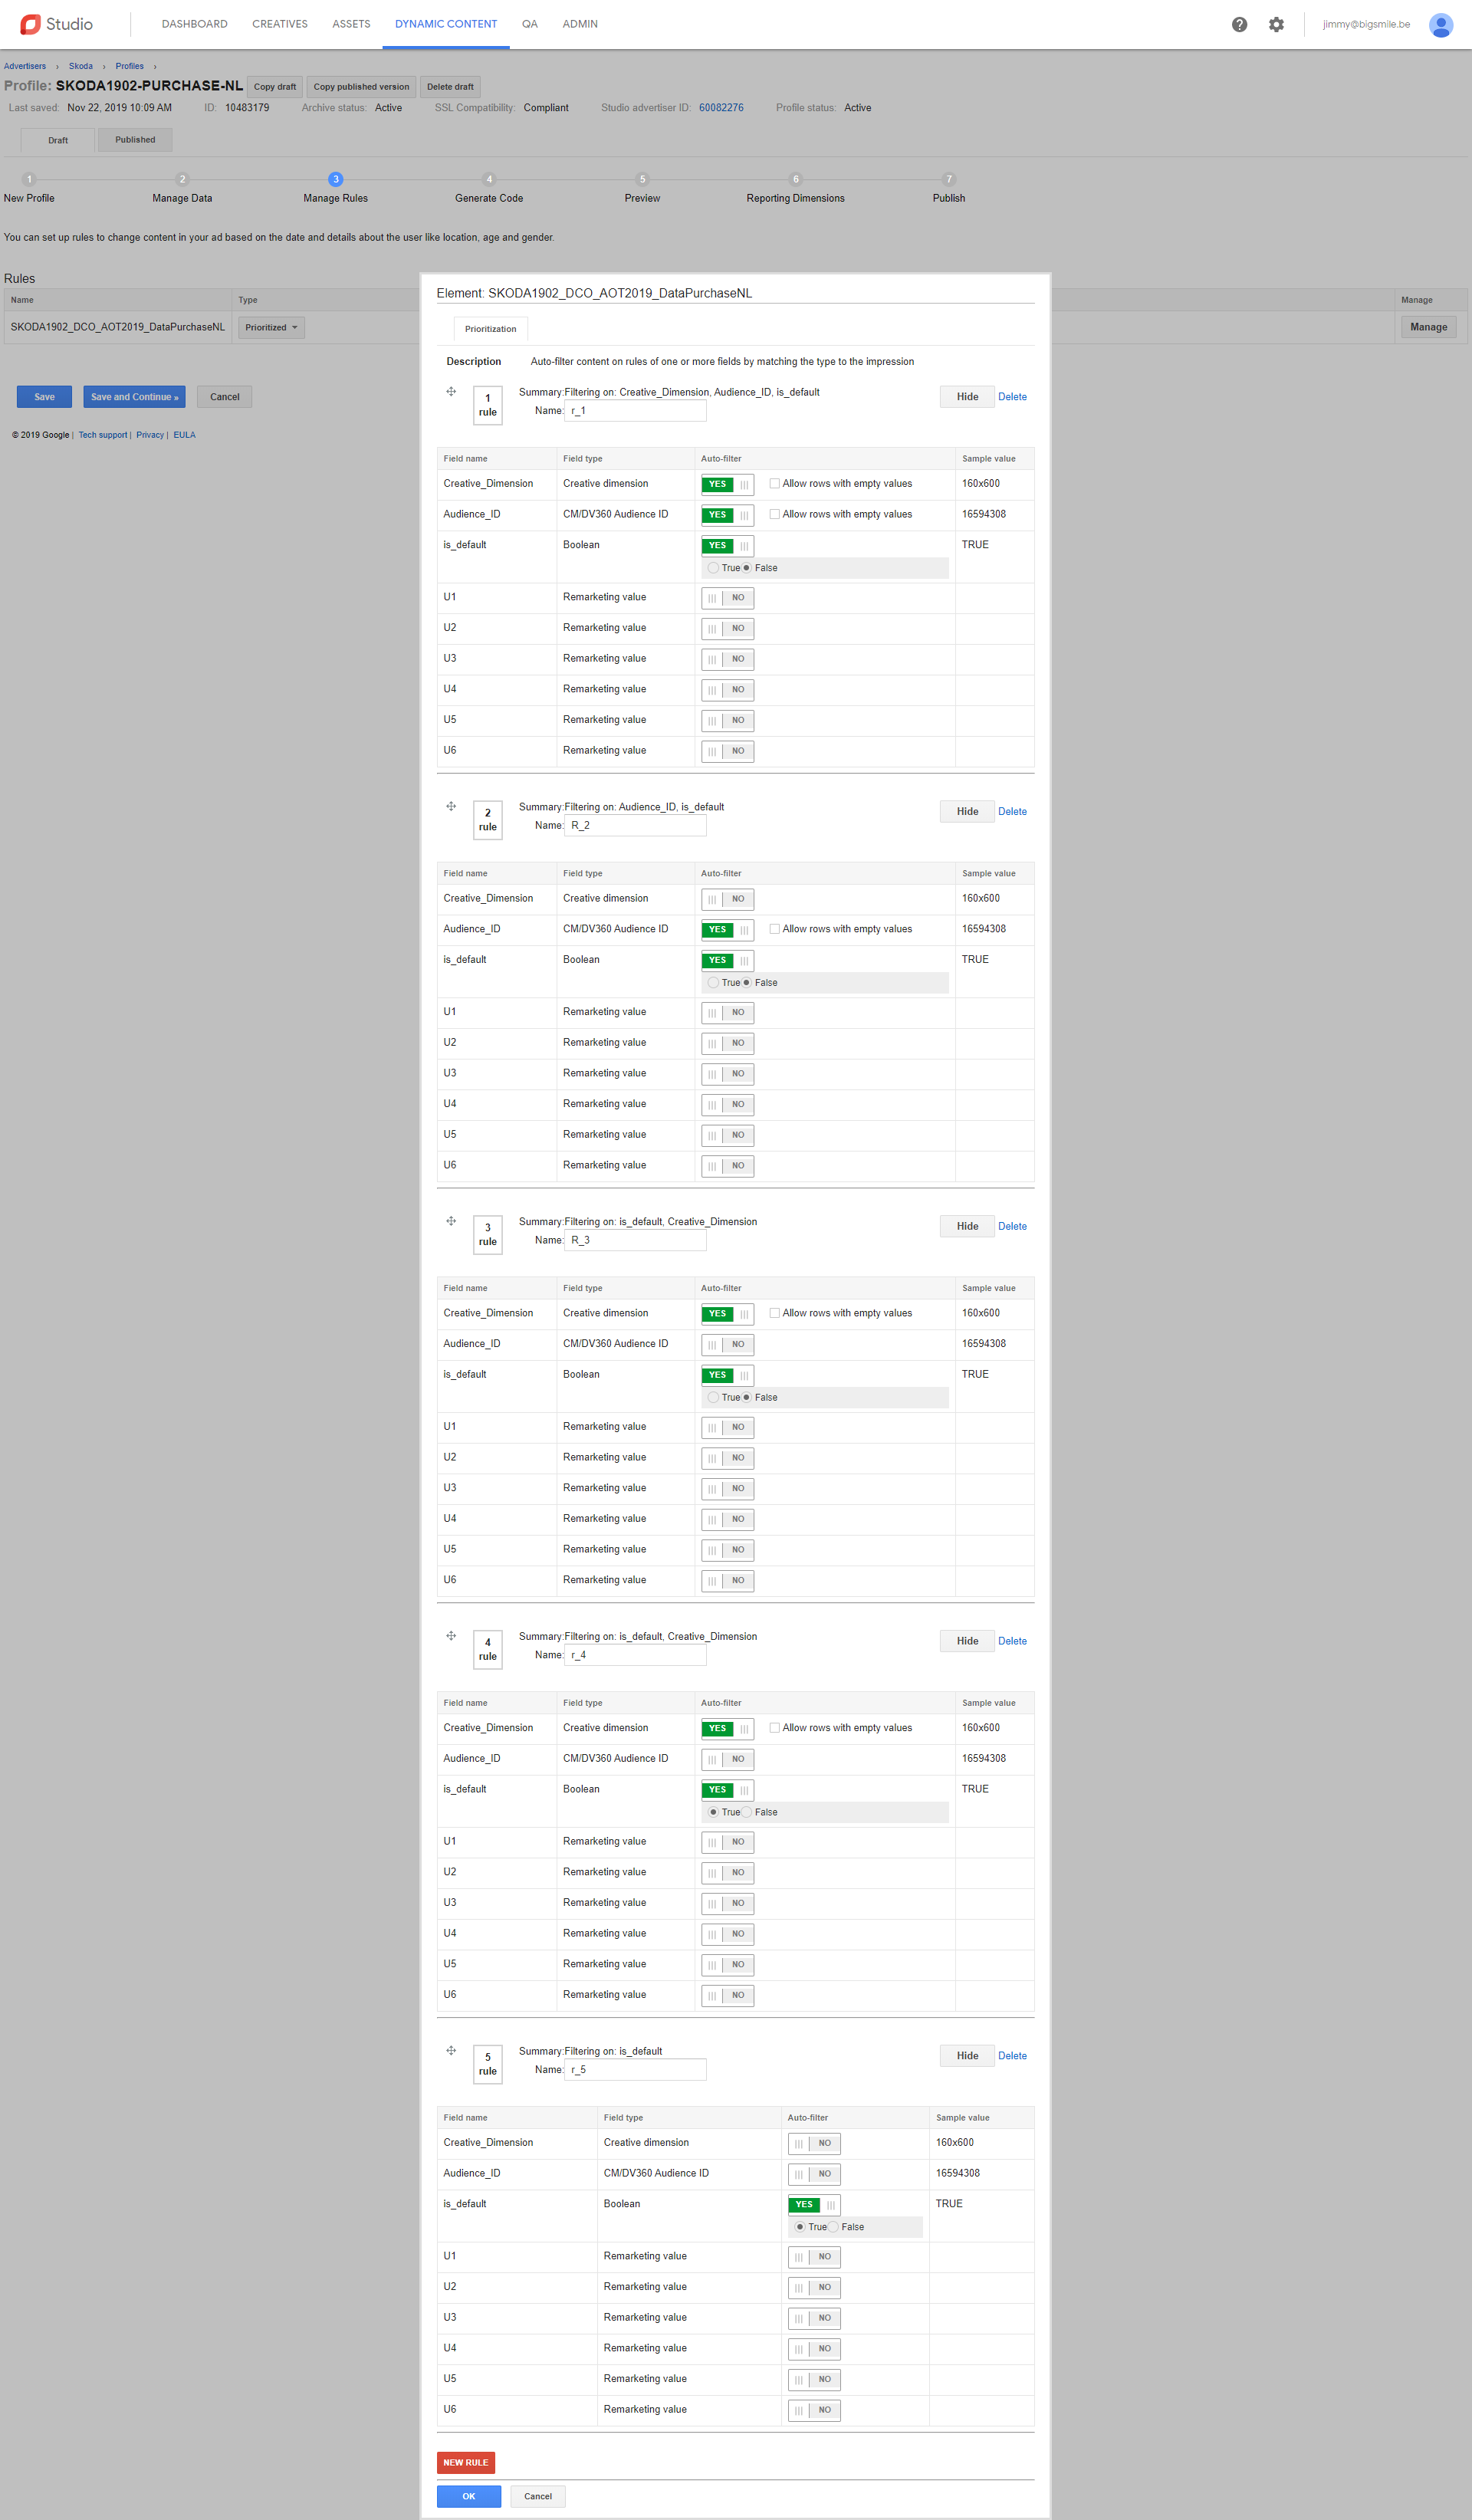 Studio DASHBOARD CREATIVES ASSETS DYNAMIC CONTENT QA ADMIN jimmy@bigsmile.be
Advertisers › Skoda › Profiles ›
Profile: SKODA1902-PURCHASE-NL Copy draft Copy published version Delete draft
Last saved: Nov 22, 2019 10:09 AM ID: 10483179 Archive status: Active SSL Compatibility: Compliant Studio advertiser ID: 60082276 Profile status: Active
Draft Published
1 2 3 4 5 6 7
New Profile Manage Data Manage Rules Generate Code Preview Reporting Dimensions Publish
You can set up rules to change content in your ad based on the date and details about the user like location, age and gender.
Rules
Name Type Manage
SKODA1902_DCO_AOT2019_DataPurchaseNL Prioritized Manage
Save Save and Continue » Cancel
© 2019 Google | Tech support | Privacy | EULA
Element: SKODA1902_DCO_AOT2019_DataPurchaseNL
Prioritization
Description Auto-filter content on rules of one or more fields by matching the type to the impression
1 rule Summary:Filtering on: Creative_Dimension, Audience_ID, is_default Hide Delete
Name: r_1
Field name Field type Auto-filter Sample value
Creative_Dimension Creative dimension YES Allow rows with empty values 160x600
Audience_ID CM/DV360 Audience ID YES Allow rows with empty values 16594308
is_default Boolean YES TRUE
True False
U1 Remarketing value NO
U2 Remarketing value NO
U3 Remarketing value NO
U4 Remarketing value NO
U5 Remarketing value NO
U6 Remarketing value NO
2 rule Summary:Filtering on: Audience_ID, is_default Hide Delete
Name: R_2
Field name Field type Auto-filter Sample value
Creative_Dimension Creative dimension NO 160x600
Audience_ID CM/DV360 Audience ID YES Allow rows with empty values 16594308
is_default Boolean YES TRUE
True False
U1 Remarketing value NO
U2 Remarketing value NO
U3 Remarketing value NO
U4 Remarketing value NO
U5 Remarketing value NO
U6 Remarketing value NO
3 rule Summary:Filtering on: is_default, Creative_Dimension Hide Delete
Name: R_3
Field name Field type Auto-filter Sample value
Creative_Dimension Creative dimension YES Allow rows with empty values 160x600
Audience_ID CM/DV360 Audience ID NO 16594308
is_default Boolean YES TRUE
True False
U1 Remarketing value NO
U2 Remarketing value NO
U3 Remarketing value NO
U4 Remarketing value NO
U5 Remarketing value NO
U6 Remarketing value NO
4 rule Summary:Filtering on: is_default, Creative_Dimension Hide Delete
Name: r_4
Field name Field type Auto-filter Sample value
Creative_Dimension Creative dimension YES Allow rows with empty values 160x600
Audience_ID CM/DV360 Audience ID NO 16594308
is_default Boolean YES TRUE
True False
U1 Remarketing value NO
U2 Remarketing value NO
U3 Remarketing value NO
U4 Remarketing value NO
U5 Remarketing value NO
U6 Remarketing value NO
5 rule Summary:Filtering on: is_default Hide Delete
Name: r_5
Field name Field type Auto-filter Sample value
Creative_Dimension Creative dimension NO 160x600
Audience_ID CM/DV360 Audience ID NO 16594308
is_default Boolean YES TRUE
True False
U1 Remarketing value NO
U2 Remarketing value NO
U3 Remarketing value NO
U4 Remarketing value NO
U5 Remarketing value NO
U6 Remarketing value NO
NEW RULE
OK Cancel